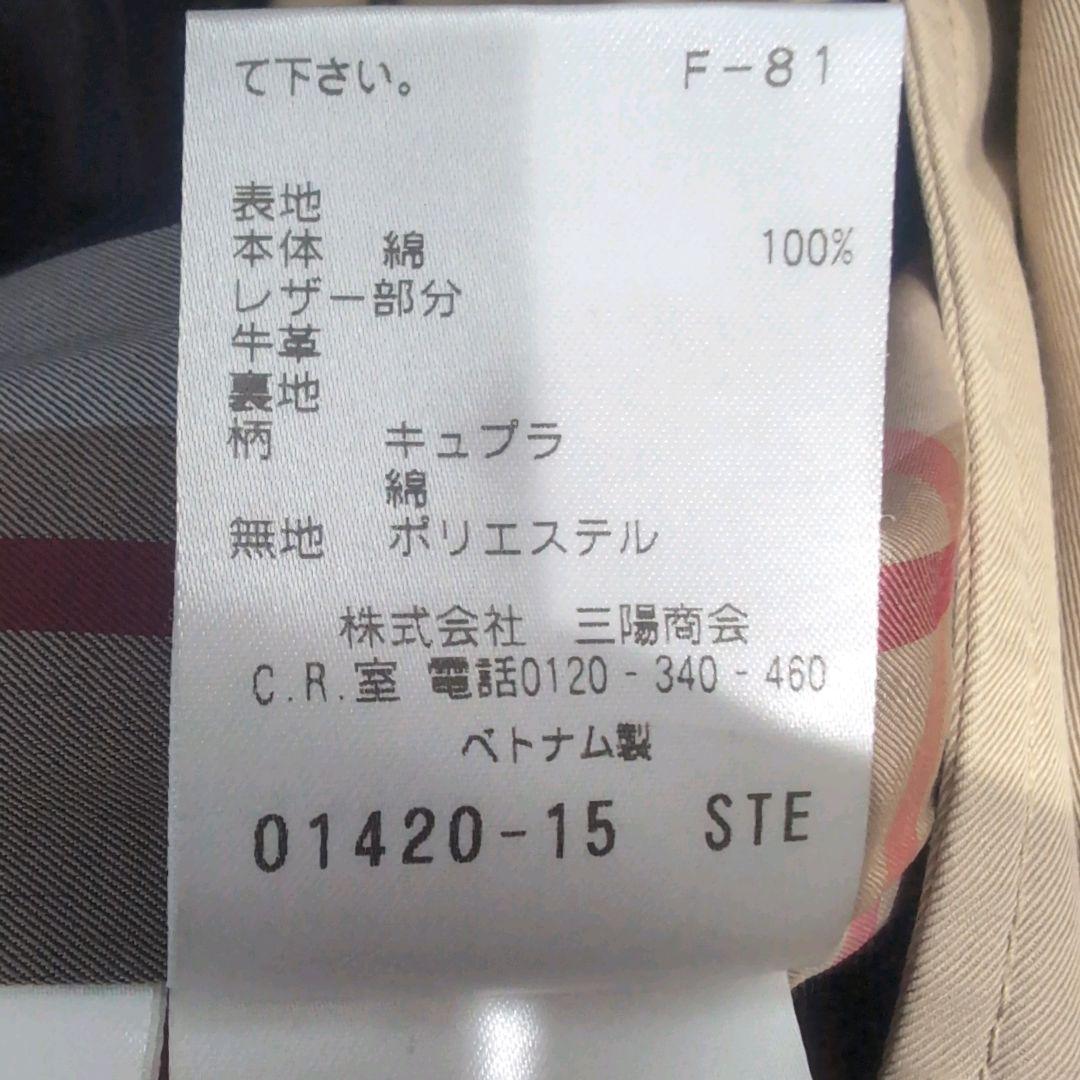 て下さい。 F-81
表地
本体 綿 100%
レザー部分
牛革
裏地
柄 キュプラ
綿
無地 ポリエステル
株式会社 三陽商会
C.R.室 電話0120-340-460
ベトナム製
01420-15 STE